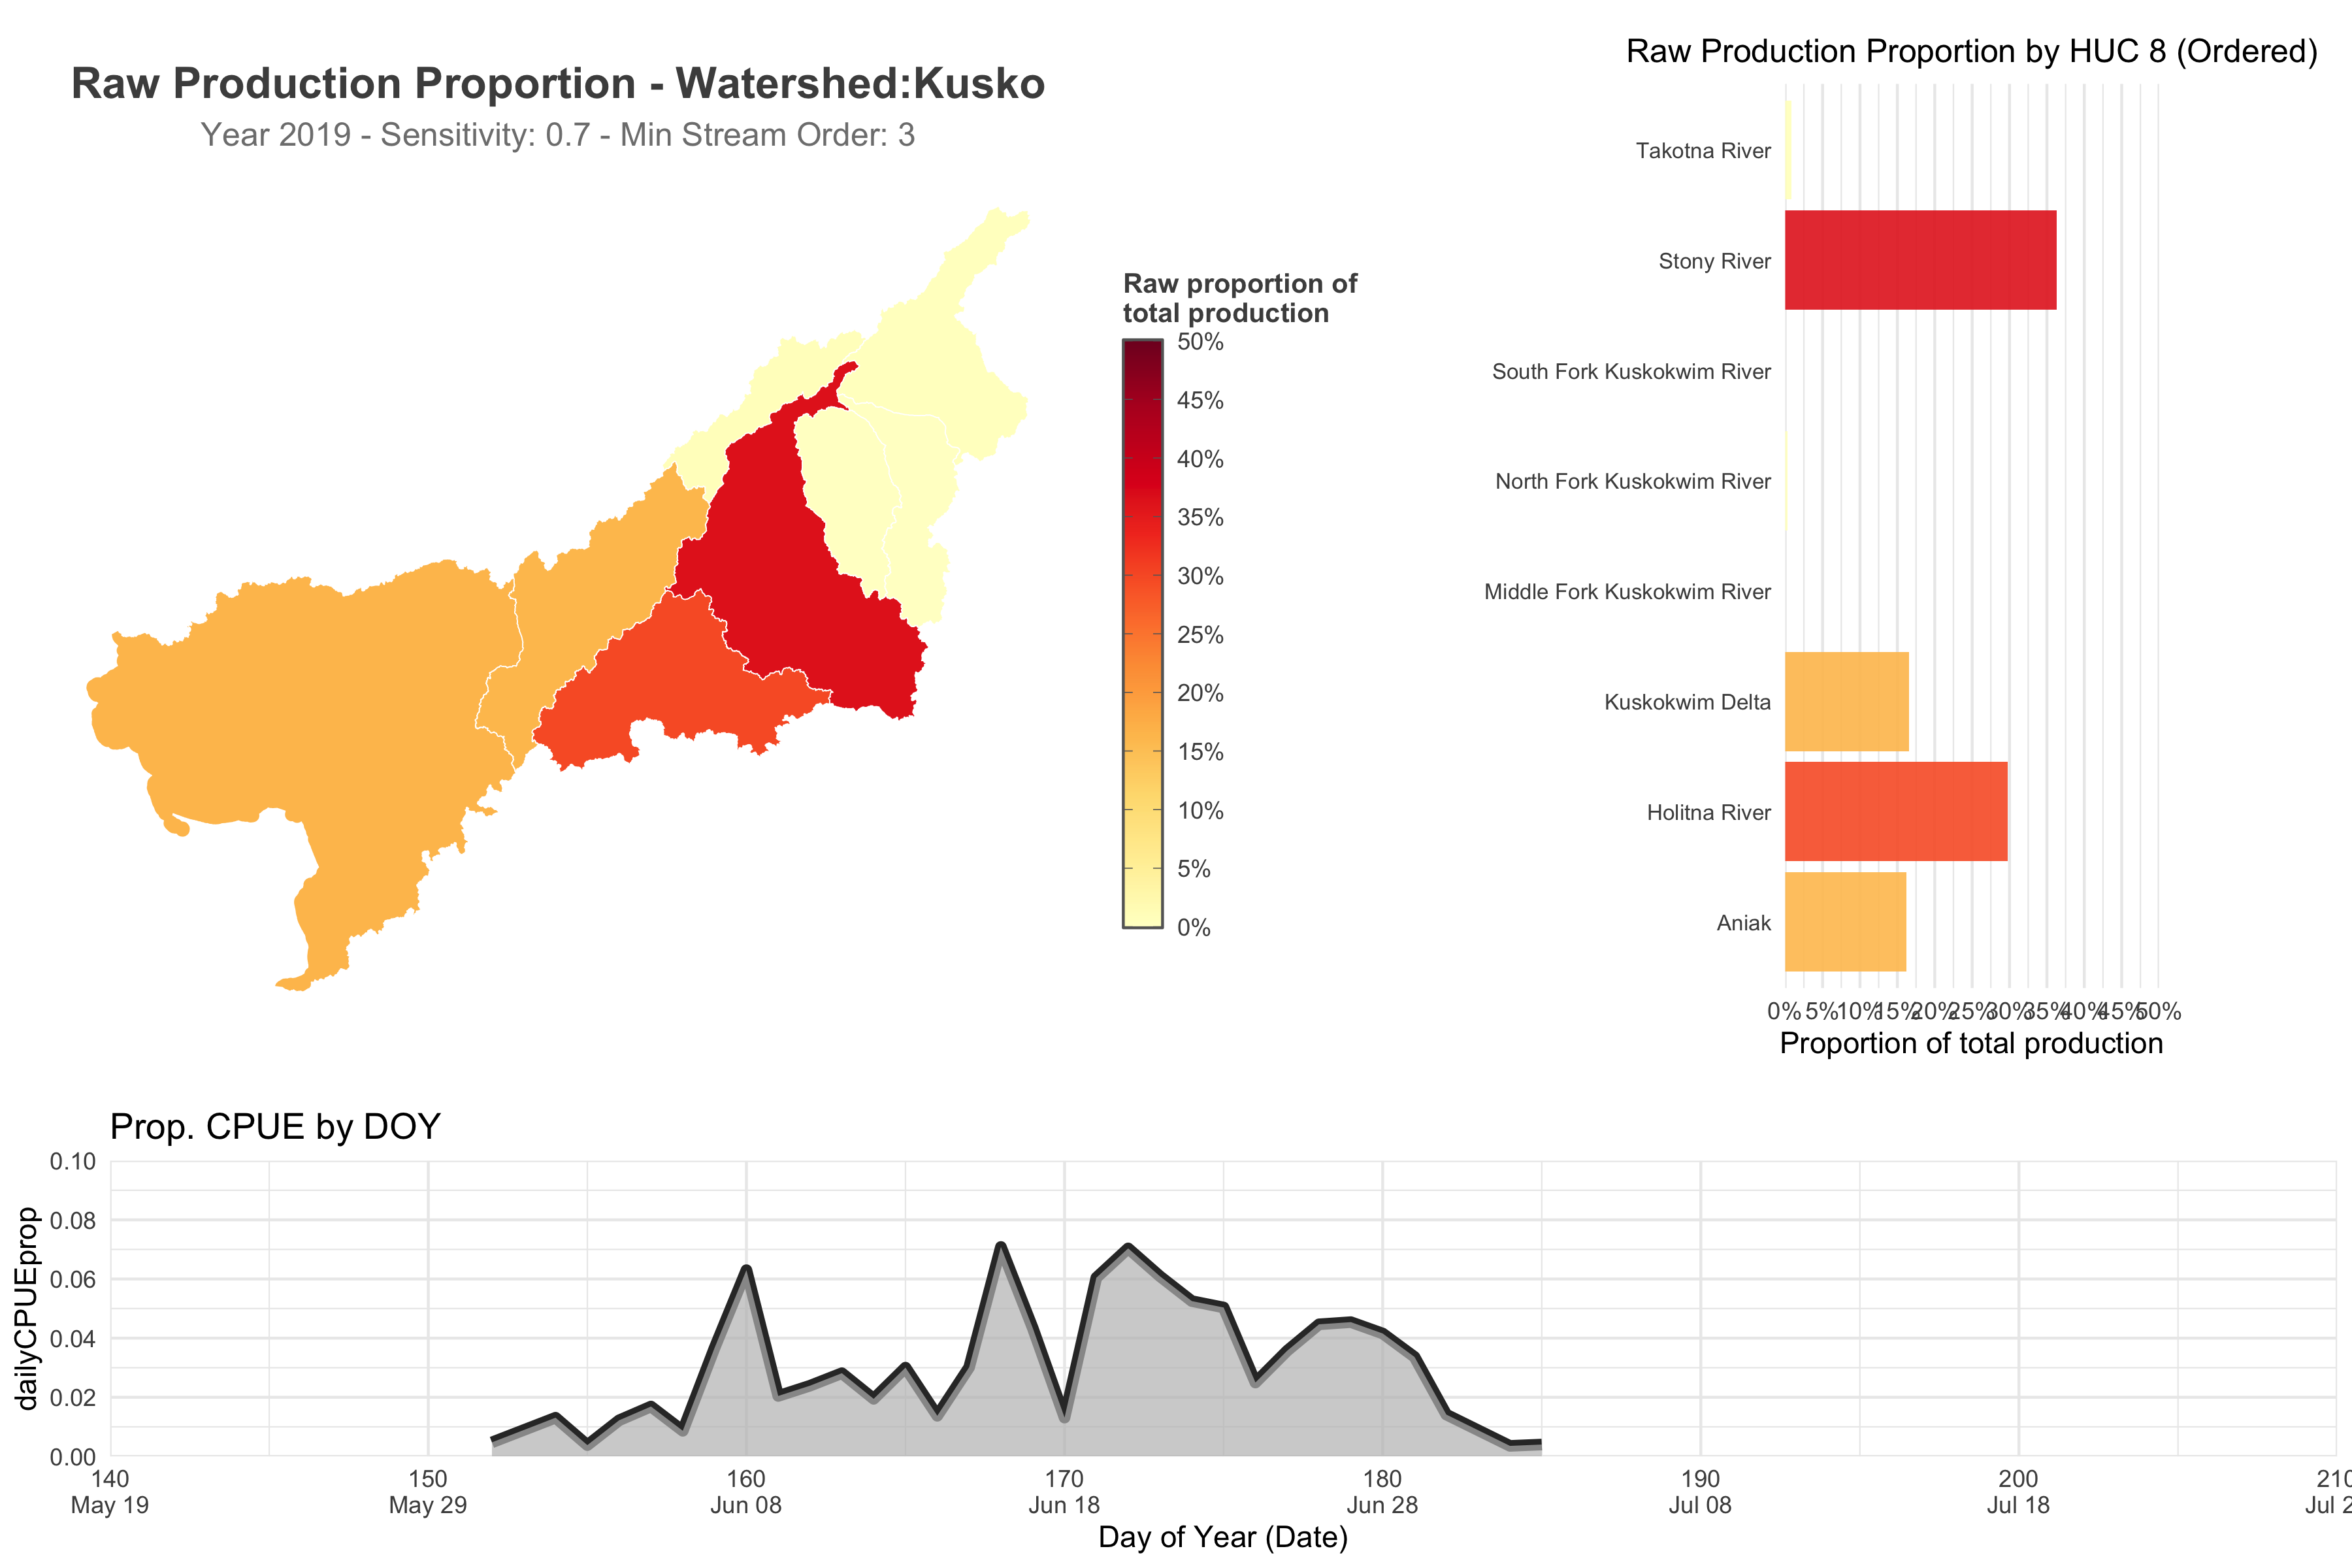 Raw Production Proportion - Watershed:Kusko
Year 2019 - Sensitivity: 0.7 - Min Stream Order: 3
Raw proportion of
total production
50%
45%
40%
35%
30%
25%
20%
15%
10%
5%
0%
Raw Production Proportion by HUC 8 (Ordered)
Takotna River
Stony River
South Fork Kuskokwim River
North Fork Kuskokwim River
Middle Fork Kuskokwim River
Kuskokwim Delta
Holitna River
Aniak
0% 5% 10% 15% 20% 25% 30% 35% 40% 45% 50%
Proportion of total production
Prop. CPUE by DOY
dailyCPUEprop
0.10
0.08
0.06
0.04
0.02
0.00
140 150 160 170 180 190 200 210
May 19 May 29 Jun 08 Jun 18 Jun 28 Jul 08 Jul 18 Jul 2
Day of Year (Date)